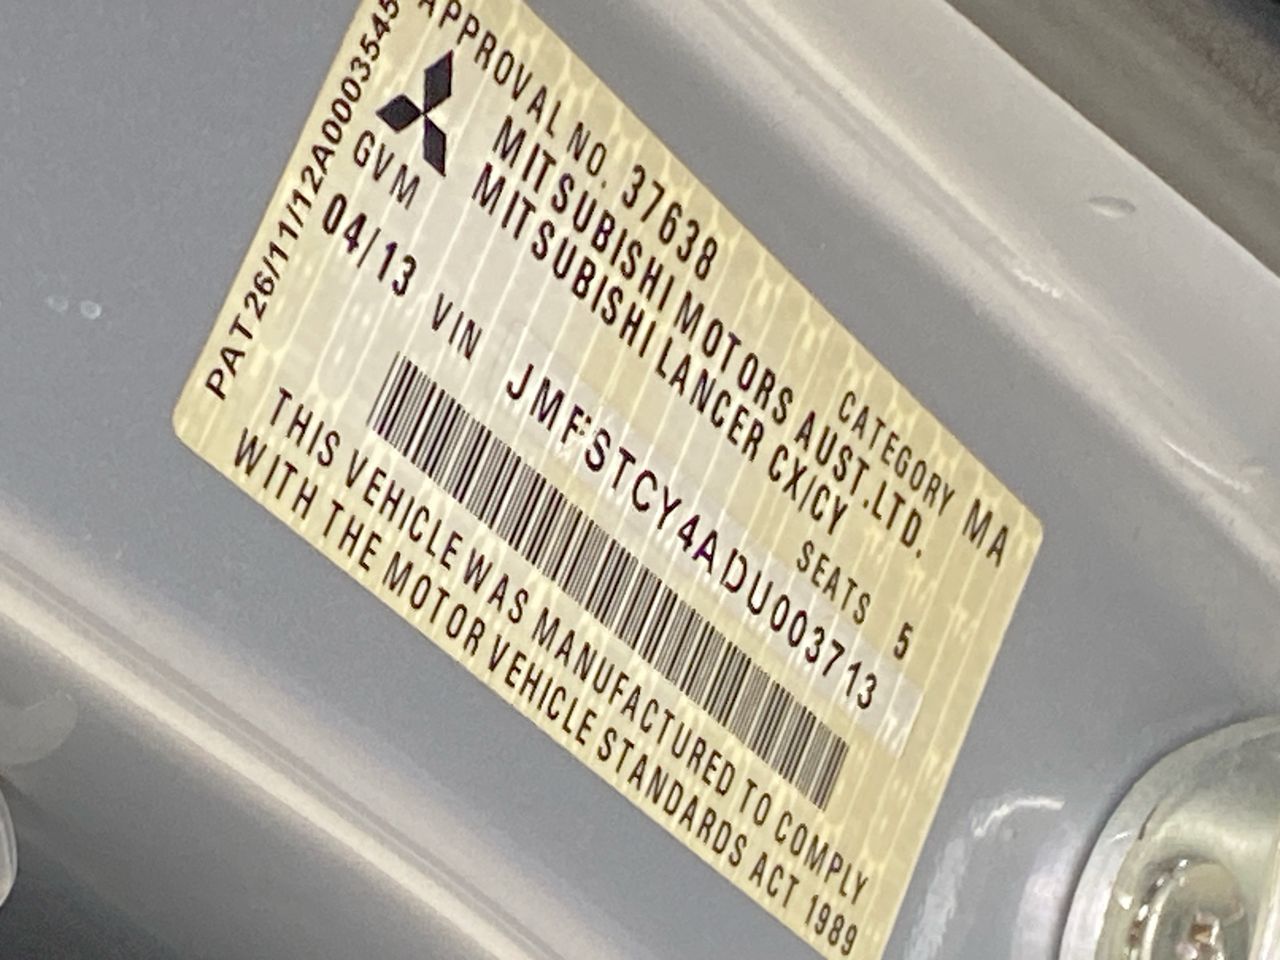 APPROVAL NO. 37638 CATEGORY MA
MITSUBISHI MOTORS AUST.LTD.
MITSUBISHI LANCER CX/CY
GVM SEATS 5
04/13 VIN JMFSTCY4ADU003713
THIS VEHICLE WAS MANUFACTURED TO COMPLY
WITH THE MOTOR VEHICLE STANDARDS ACT 1989
PAT26/11/12A0003545